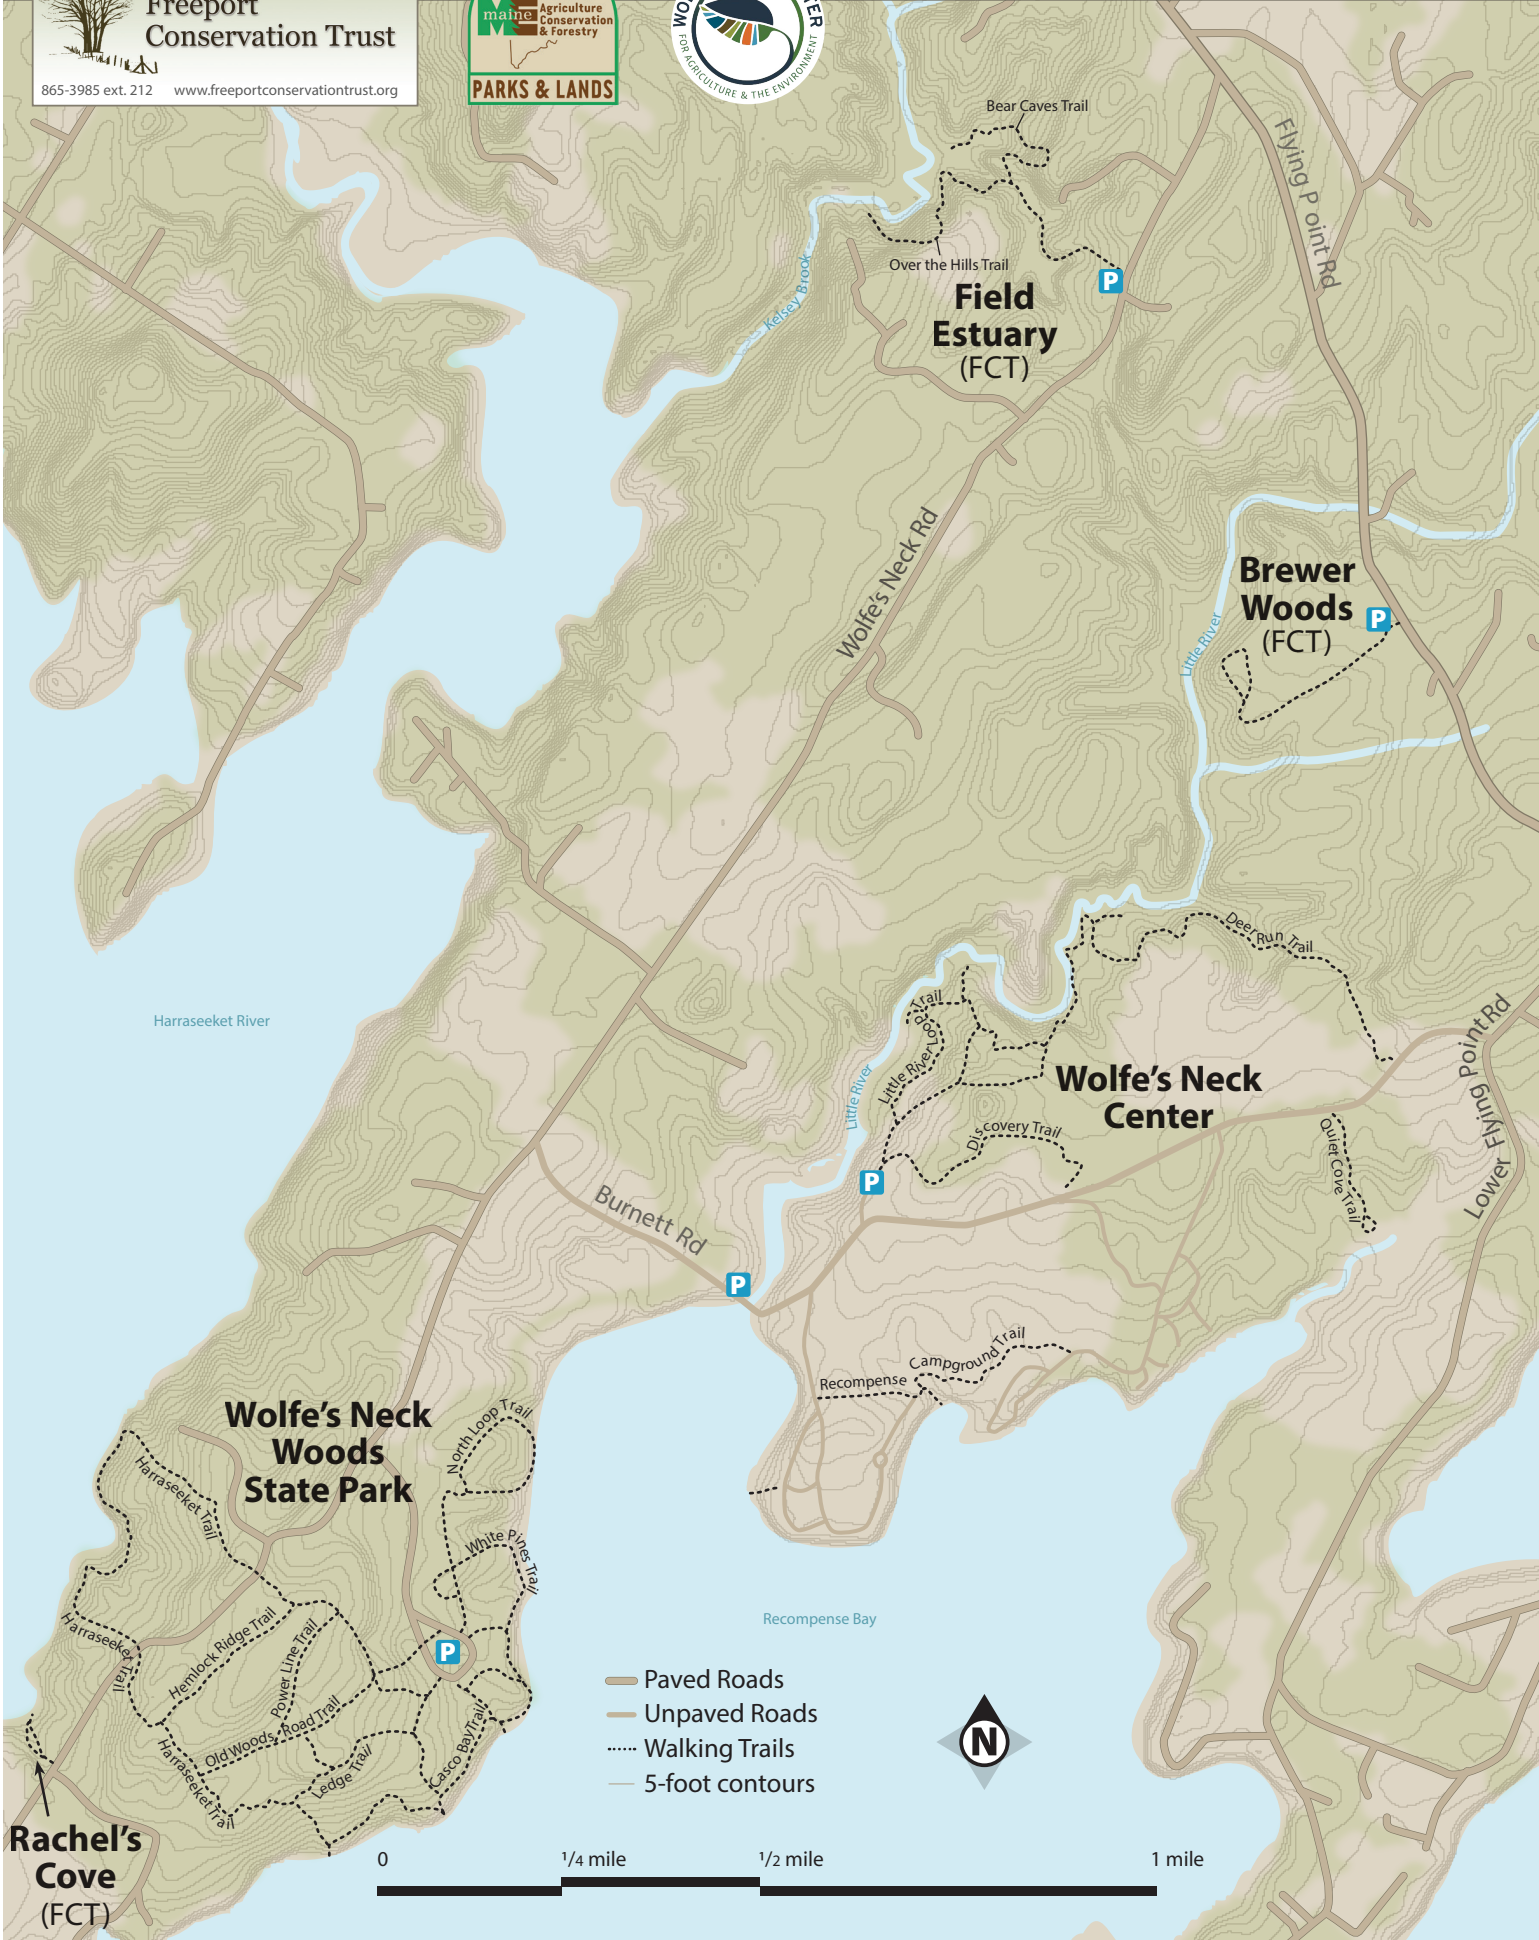 Freeport
Conservation Trust
865-3985 ext. 212 www.freeportconservationtrust.org
maine
Agriculture
Conservation
& Forestry
PARKS & LANDS
FOR AGRICULTURE & THE ENVIRONMENT
Bear Caves Trail
Flying Point Rd
Over the Hills Trail
P
Kelsey Brook
Field
Estuary
(FCT)
Wolfe's Neck Rd
Brewer
Woods
(FCT)
P
Little River
Deer Run Trail
Harraseeket River
Little River Loop Trail
Little River
Wolfe's Neck
Center
Lower Flying Point Rd
Discovery Trail
Quiet Cove Trail
P
Burnett Rd
P
Recompense Campground Trail
Wolfe's Neck
Woods
State Park
North Loop Trail
Harraseeket Trail
White Pines Trail
Harraseeket Trail
Hemlock Ridge Trail
Power Line Trail
P
Old Woods Road Trail
Harraseeket Trail
Ledge Trail
Casco Bay Trail
Recompense Bay
Paved Roads
Unpaved Roads
Walking Trails
5-foot contours
N
Rachel's
Cove
(FCT)
0 1/4 mile 1/2 mile 1 mile